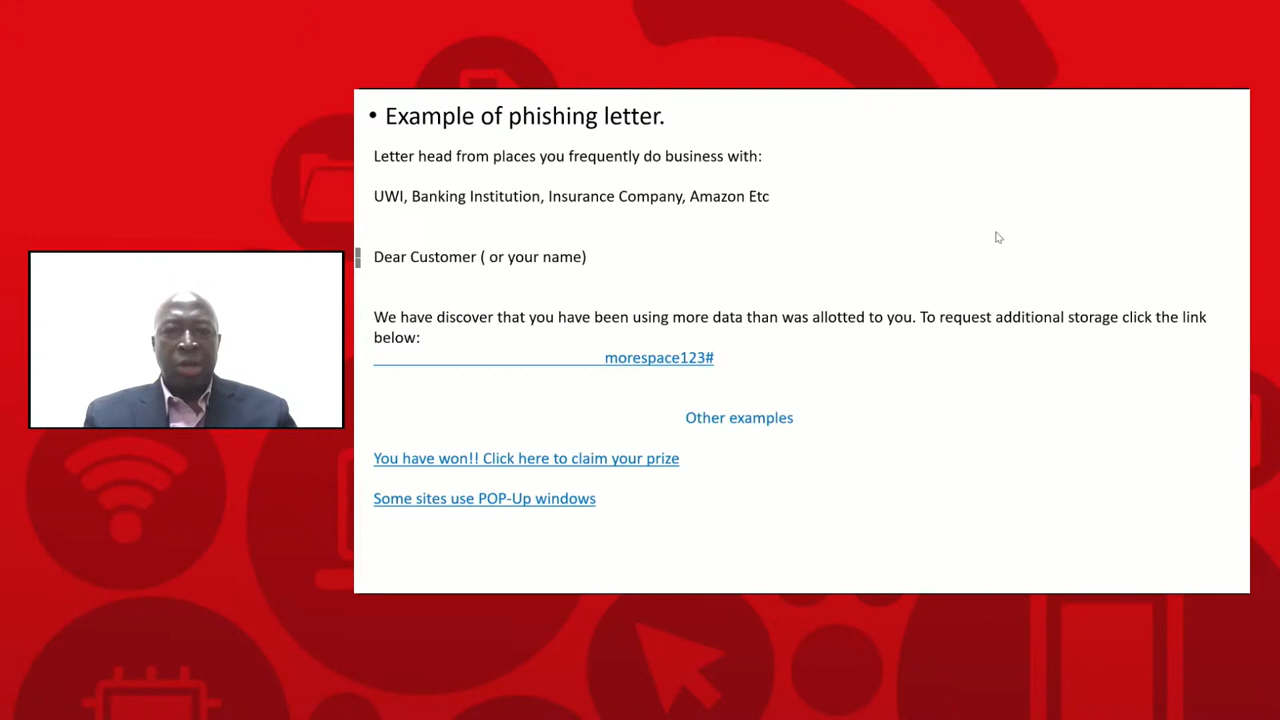 • Example of phishing letter.
Letter head from places you frequently do business with:
UWI, Banking Institution, Insurance Company, Amazon Etc
Dear Customer ( or your name)
We have discover that you have been using more data than was allotted to you. To request additional storage click the link
below:
morespace123#
Other examples
You have won!! Click here to claim your prize
Some sites use POP-Up windows